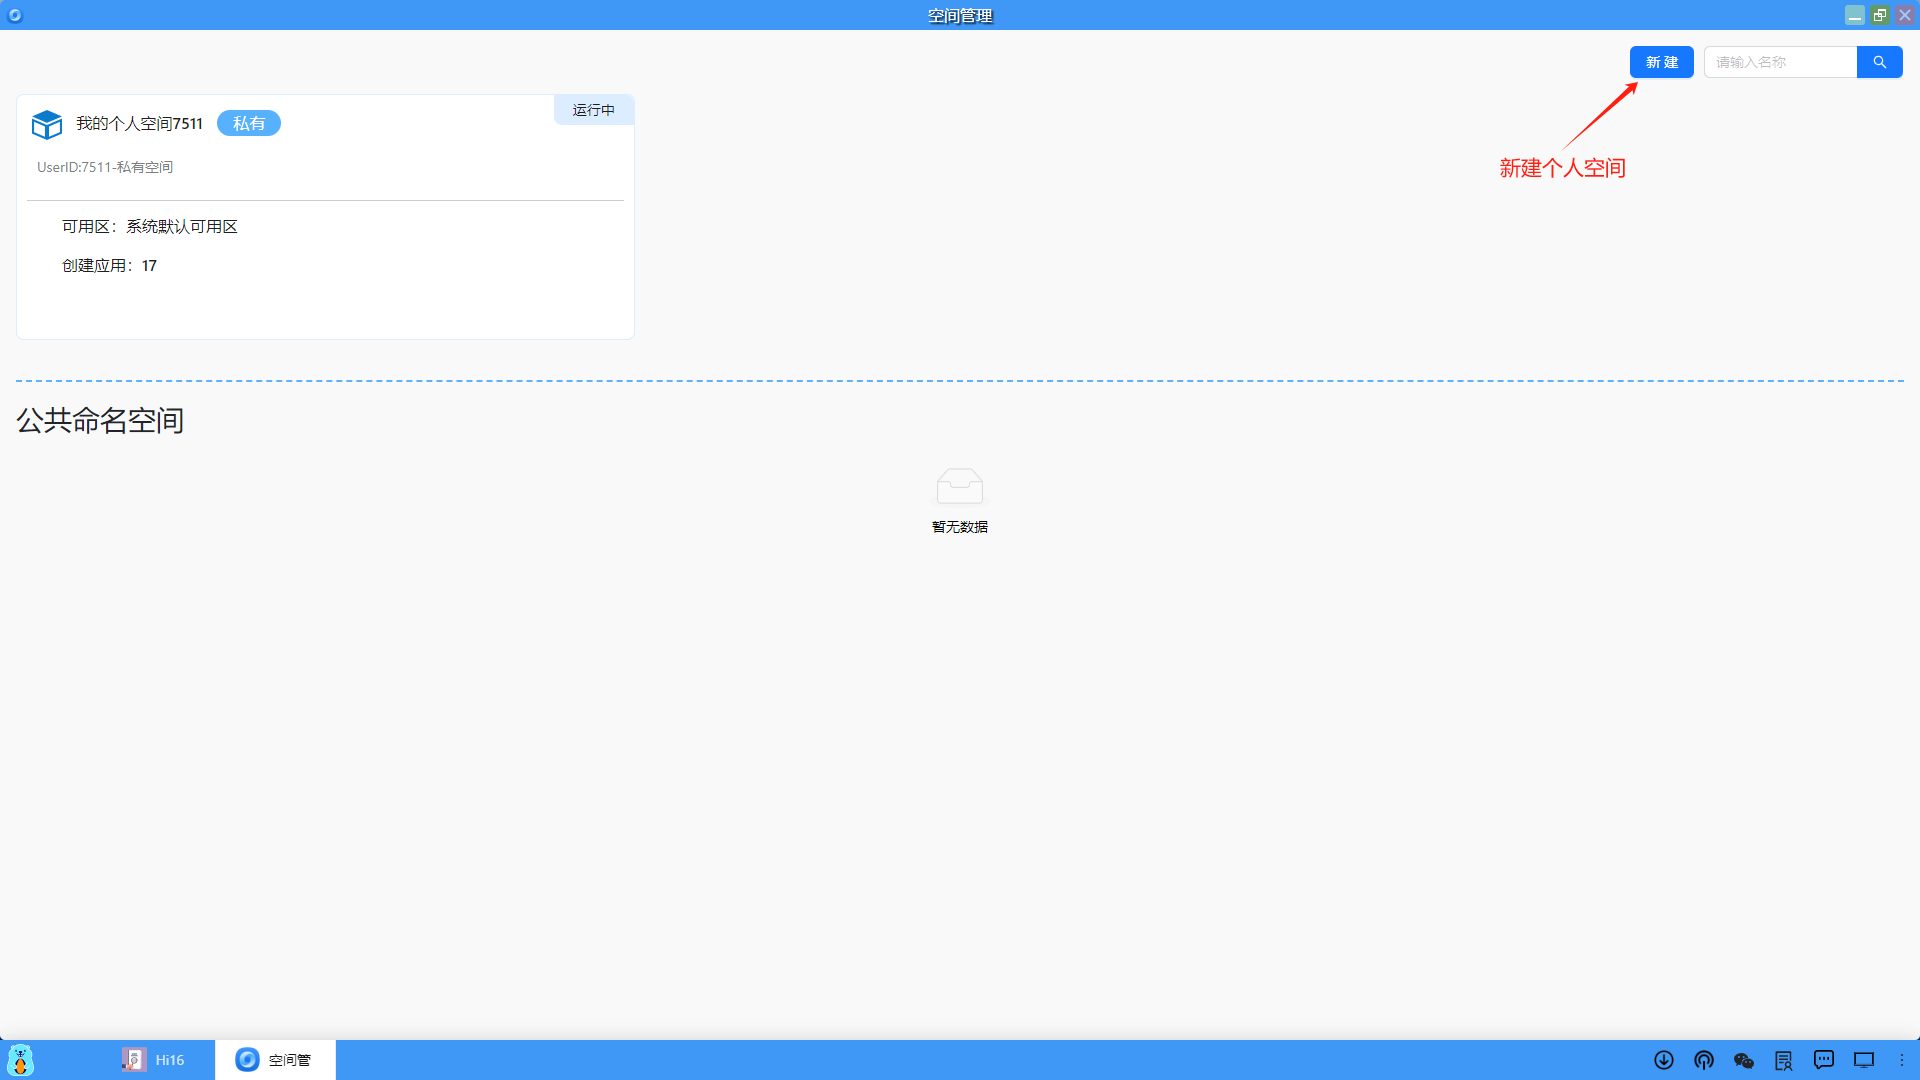 空间管理
新 建
请输入名称
我的个人空间7511
私有
运行中
UserID:7511-私有空间
新建个人空间
可用区：系统默认可用区
创建应用：17
公共命名空间
暂无数据
Hi16
空间管